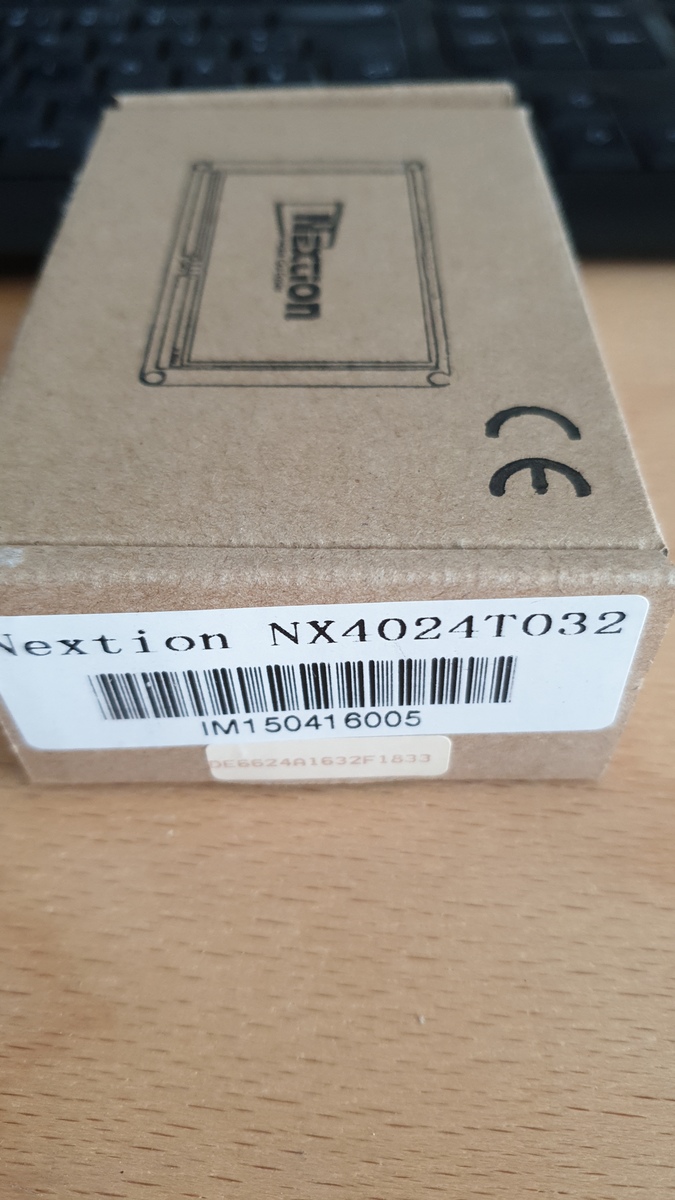 Nextion
CE
Nextion NX4024T032
IM150416005
DE6624A1632F1833